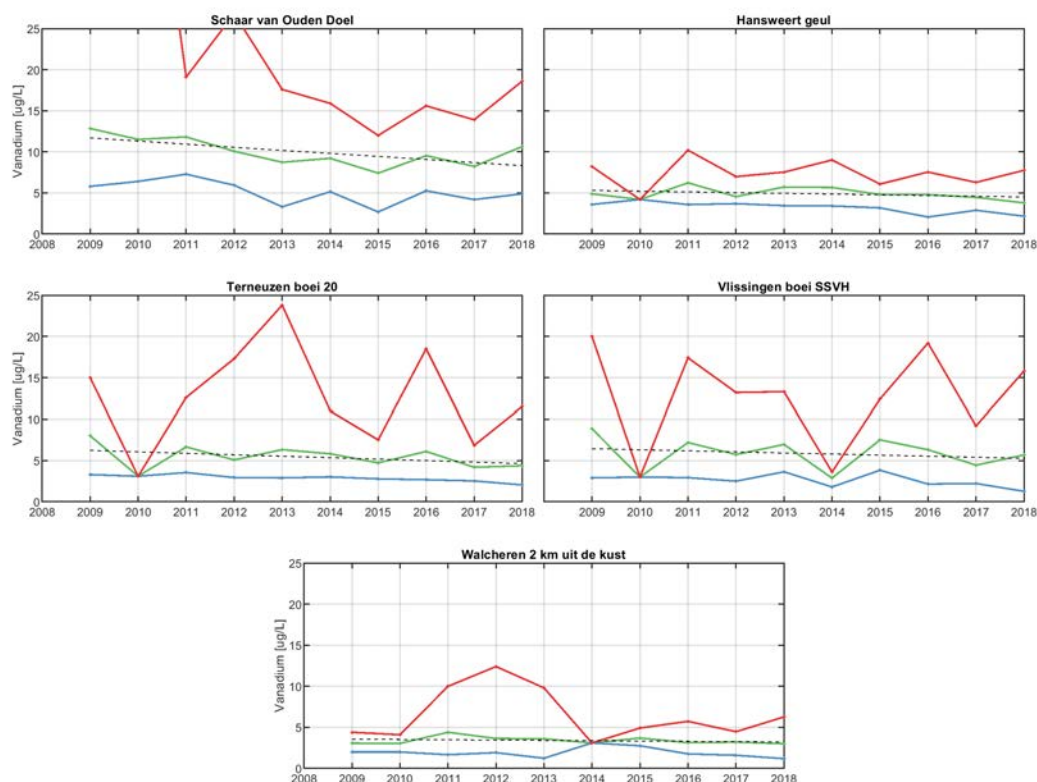 Schaar van Ouden Doel
Hansweert geul
Vanadium [ug/L]
25
20
15
10
5
0
2008 2009 2010 2011 2012 2013 2014 2015 2016 2017 2018
2009 2010 2011 2012 2013 2014 2015 2016 2017 2018
Terneuzen boei 20
Vlissingen boei SSVH
Vanadium [ug/L]
25
20
15
10
5
0
2008 2009 2010 2011 2012 2013 2014 2015 2016 2017 2018
2009 2010 2011 2012 2013 2014 2015 2016 2017 2018
Walcheren 2 km uit de kust
Vanadium [ug/L]
25
20
15
10
5
0
2008 2009 2010 2011 2012 2013 2014 2015 2016 2017 2018